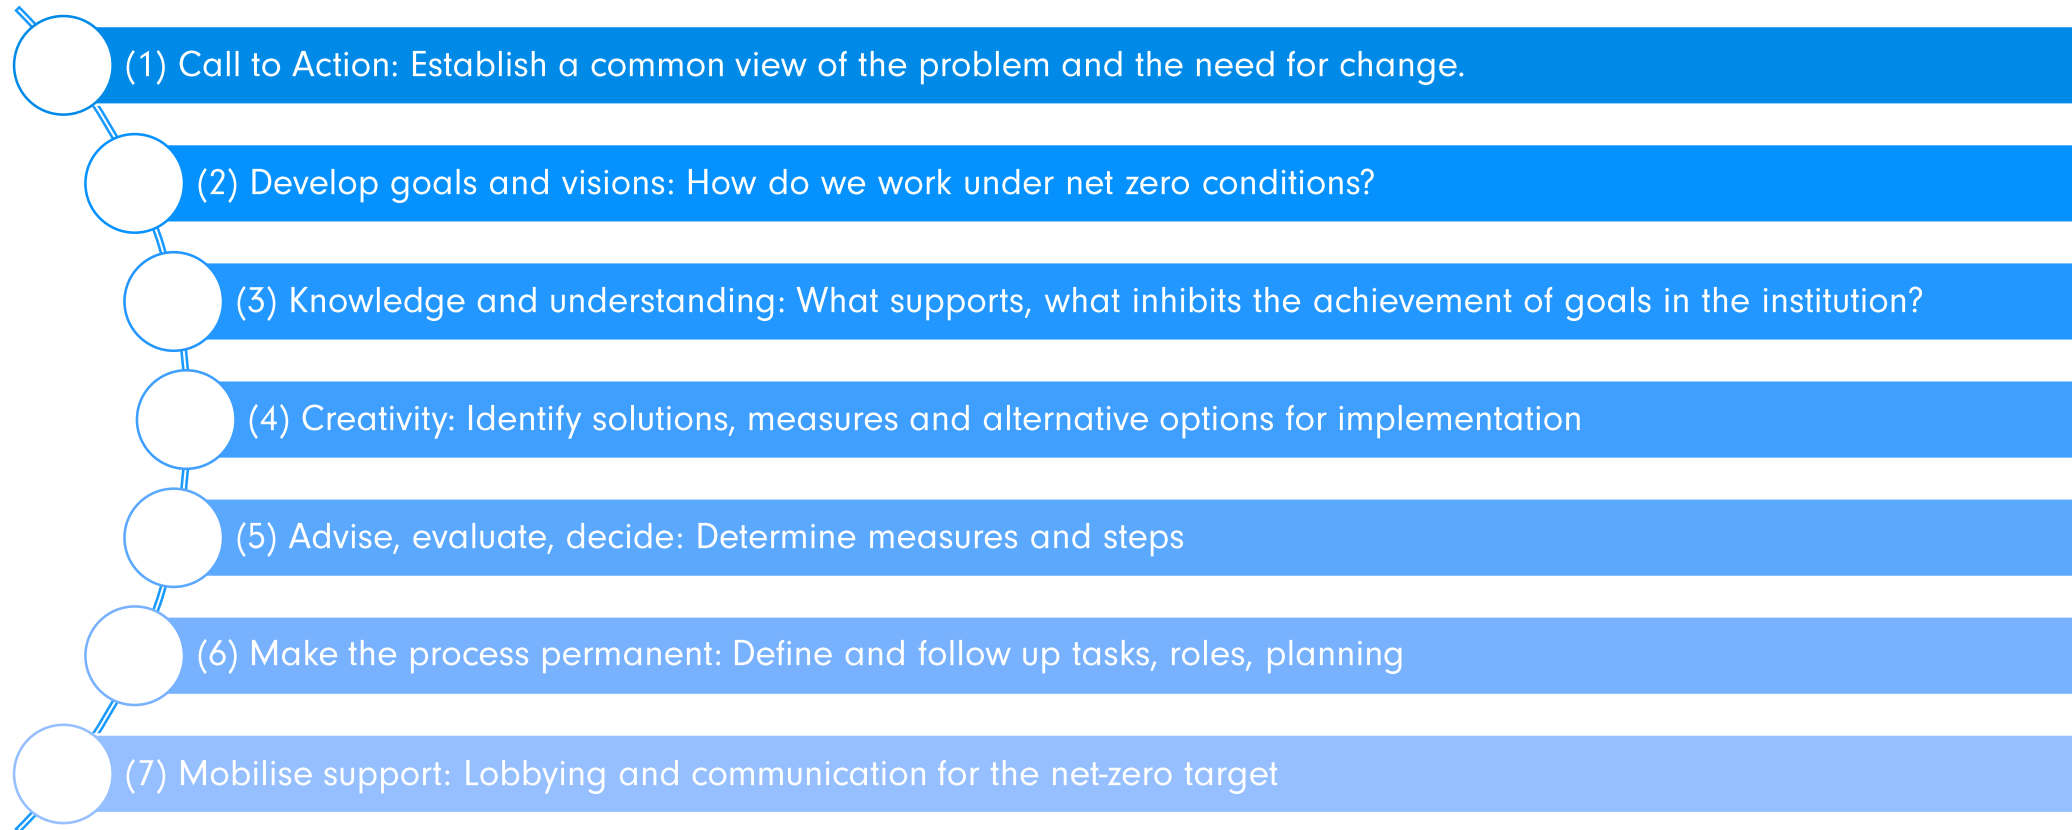 (1) Call to Action: Establish a common view of the problem and the need for change.
(2) Develop goals and visions: How do we work under net zero conditions?
(3) Knowledge and understanding: What supports, what inhibits the achievement of goals in the institution?
(4) Creativity: Identify solutions, measures and alternative options for implementation
(5) Advise, evaluate, decide: Determine measures and steps
(6) Make the process permanent: Define and follow up tasks, roles, planning
(7) Mobilise support: Lobbying and communication for the net-zero target